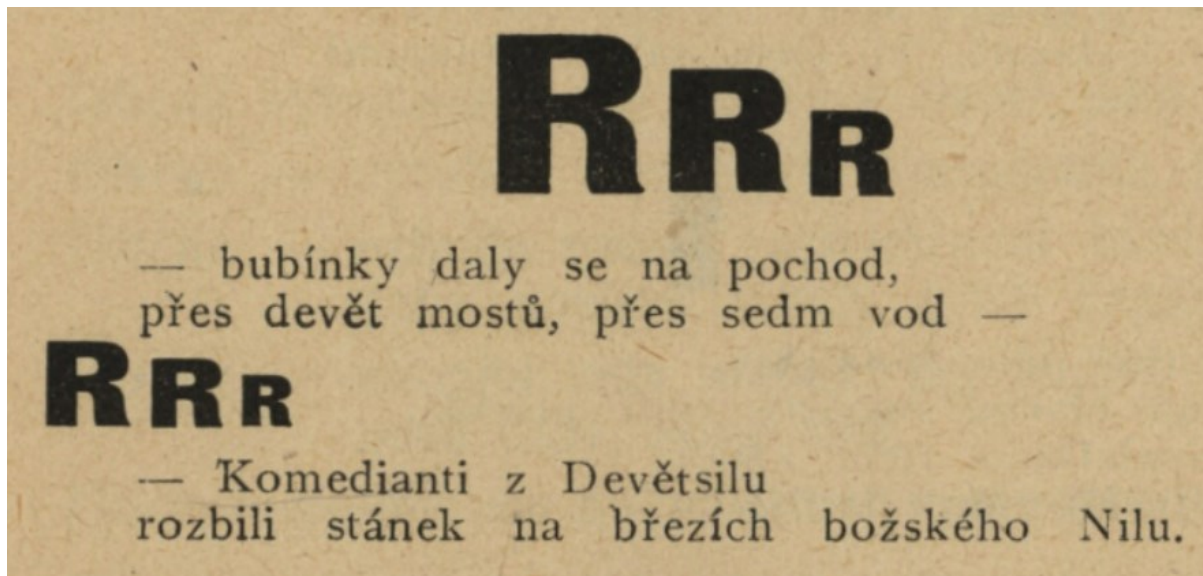 RRR
— bubínky daly se na pochod,
přes devět mostů, přes sedm vod —
RRR
— Komedianti z Devětsilu
rozbili stánek na březích božského Nilu.